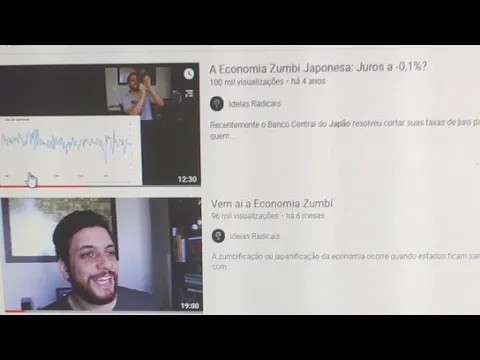 A Economia Zumbi Japonesa: Juros a -0,1%?
100 mil visualizações • há 4 anos
Ideias Radicais
Recentemente o Banco Central do Japão resolveu cortar suas taxas de juro
quem...
12:30
Vem aí a Economia Zumbi
96 mil visualizações • há 6 meses
Ideias Radicais
A zumbificação ou japanificação da economia ocorre quando estados ficam
com
19:00